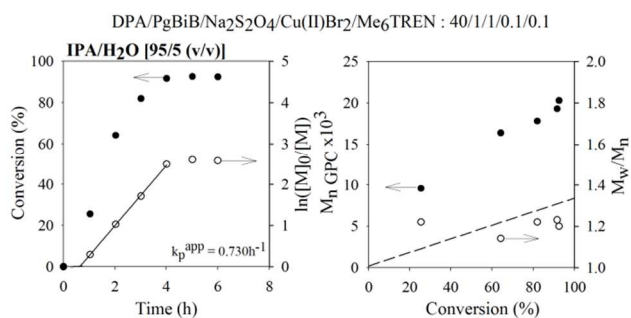 DPA/PgBiB/Na2S2O4/Cu(II)Br2/Me6TREN : 40/1/1/0.1/0.1
IPA/H2O [95/5 (v/v)]
100
80
60
40
20
0
Conversion (%)
5
4
3
2
1
0
ln([M]0/[M])
kp^app = 0.730h-1
0 2 4 6 8
Time (h)
25
20
15
10
5
0
Mn GPC x10^3
2.0
1.8
1.6
1.4
1.2
1.0
Mw/Mn
0 20 40 60 80 100
Conversion (%)